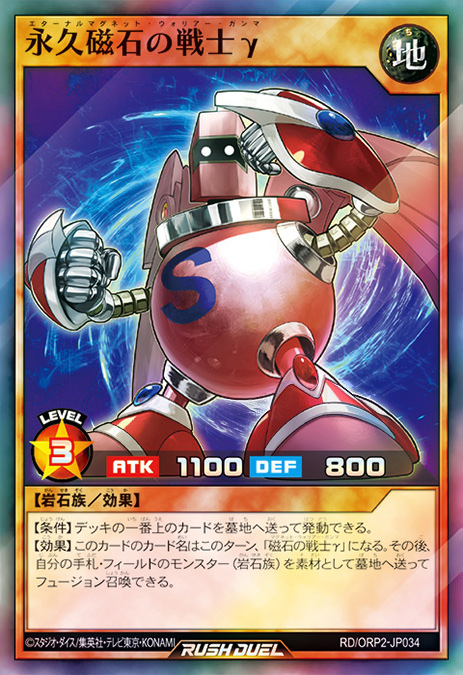 エターナルマグネット・ウォリアー・ガンマ
永久磁石の戦士γ
地
S
LEVEL
3
ATK 1100 DEF 800
【岩石族／効果】
【条件】デッキの一番上のカードを墓地へ送って発動できる。
【効果】このカードのカード名はこのターン、「磁石の戦士γ」になる。その後、
自分の手札・フィールドのモンスター(岩石族)を素材として墓地へ送って
フュージョン召喚できる。
©スタジオ・ダイス/集英社・テレビ東京・KONAMI
RUSH DUEL
RD/ORP2-JP034